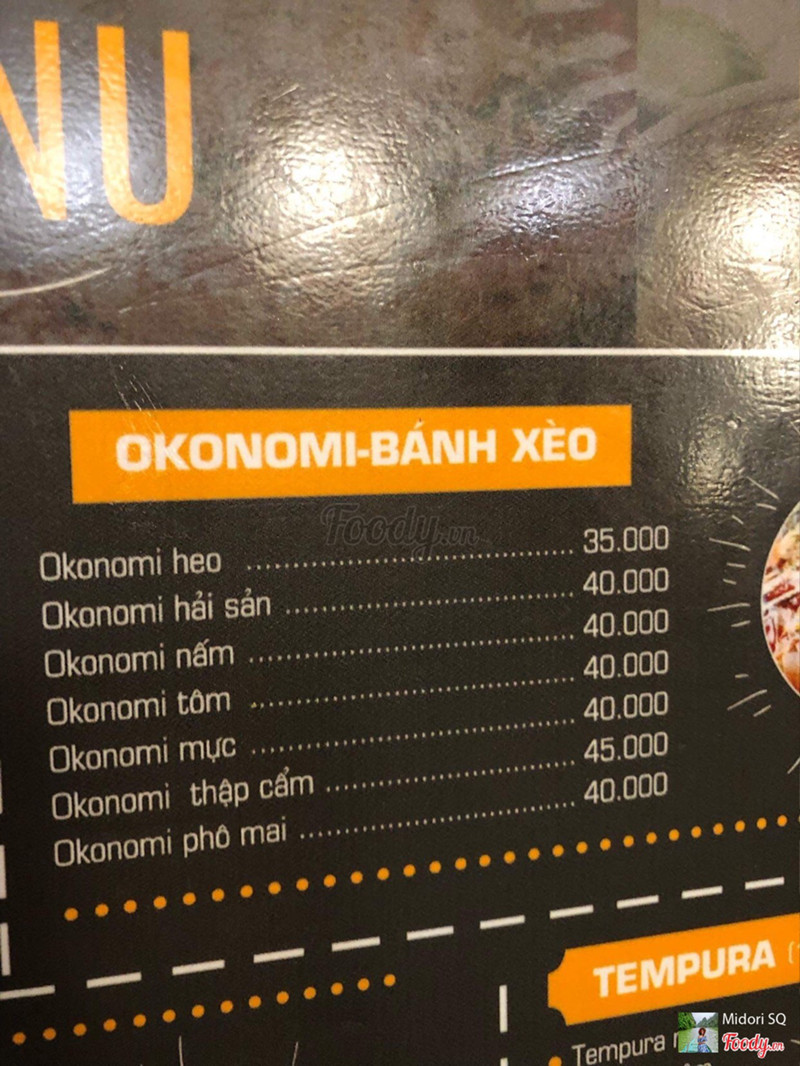 NU
OKONOMI-BÁNH XÈO
Foody.vn
Okonomi heo ........ 35.000
Okonomi hải sản ........ 40.000
Okonomi nấm ........ 40.000
Okonomi tôm ........ 40.000
Okonomi mực ........ 40.000
Okonomi thập cẩm ........ 45.000
Okonomi phô mai ........ 40.000
TEMPURA
Tempura
Midori SQ
Foody.vn